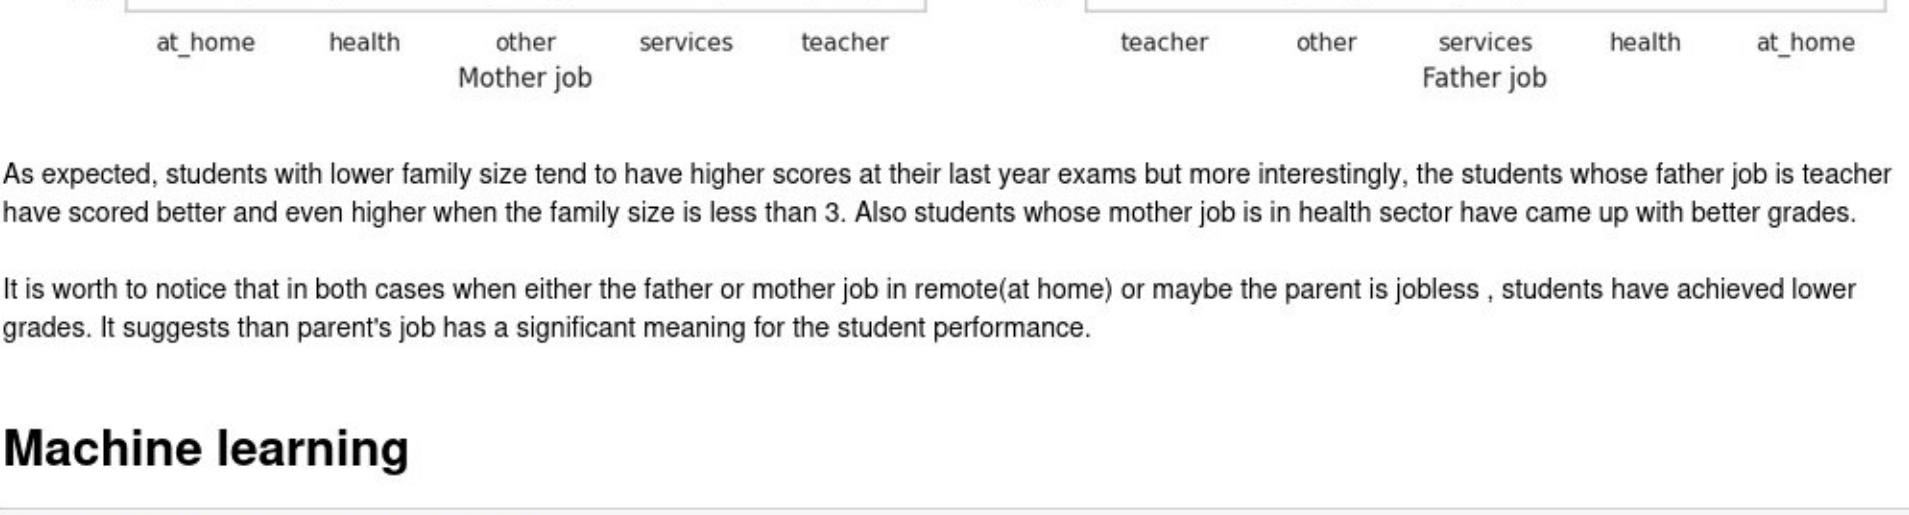 at_home health other services teacher teacher other services health at_home
Mother job Father job
As expected, students with lower family size tend to have higher scores at their last year exams but more interestingly, the students whose father job is teacher
have scored better and even higher when the family size is less than 3. Also students whose mother job is in health sector have came up with better grades.
It is worth to notice that in both cases when either the father or mother job in remote(at home) or maybe the parent is jobless , students have achieved lower
grades. It suggests than parent's job has a significant meaning for the student performance.
Machine learning